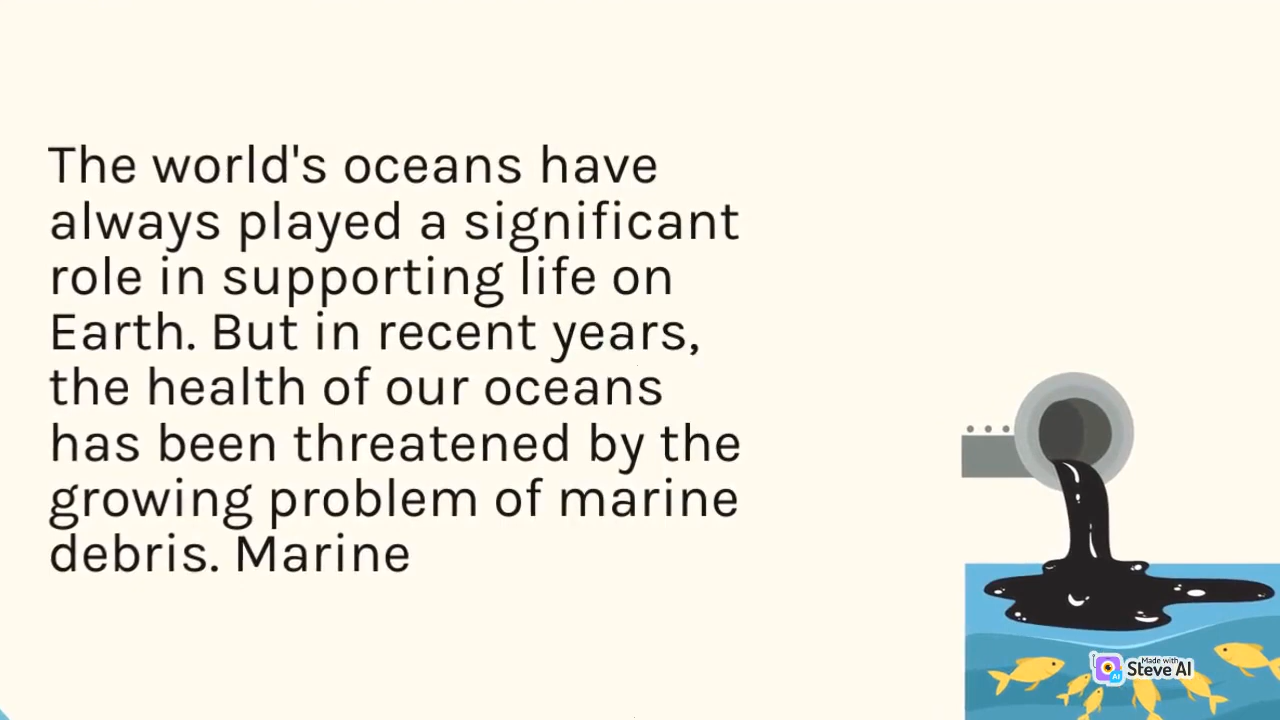 The world's oceans have
always played a significant
role in supporting life on
Earth. But in recent years,
the health of our oceans
has been threatened by the
growing problem of marine
debris. Marine
Made with
Steve AI
AI